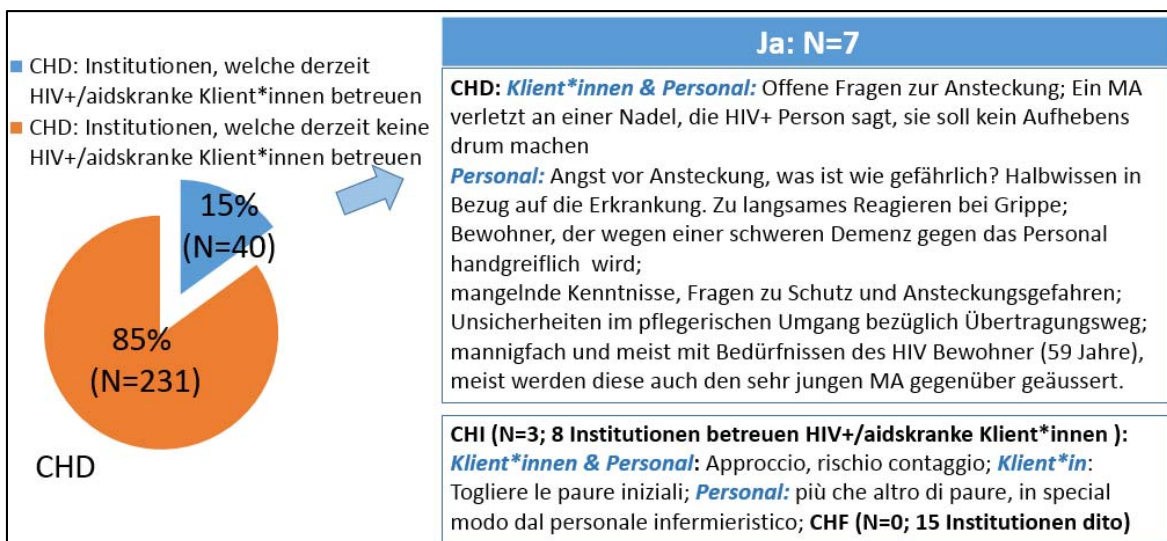 CHD: Institutionen, welche derzeit
HIV+/aidskranke Klient*innen betreuen
CHD: Institutionen, welche derzeit keine
HIV+/aidskranke Klient*innen betreuen
15%
(N=40)
85%
(N=231)
CHD
Ja: N=7
CHD: Klient*innen & Personal: Offene Fragen zur Ansteckung; Ein MA
verletzt an einer Nadel, die HIV+ Person sagt, sie soll kein Aufhebens
drum machen
Personal: Angst vor Ansteckung, was ist wie gefährlich? Halbwissen in
Bezug auf die Erkrankung. Zu langsames Reagieren bei Grippe;
Bewohner, der wegen einer schweren Demenz gegen das Personal
handgreiflich wird;
mangelnde Kenntnisse, Fragen zu Schutz und Ansteckungsgefahren;
Unsicherheiten im pflegerischen Umgang bezüglich Übertragungsweg;
mannigfach und meist mit Bedürfnissen des HIV Bewohner (59 Jahre),
meist werden diese auch den sehr jungen MA gegenüber geäussert.
CHI (N=3; 8 Institutionen betreuen HIV+/aidskranke Klient*innen ):
Klient*innen & Personal: Approccio, rischio contaggio; Klient*in:
Togliere le paure iniziali; Personal: più che altro di paure, in special
modo dal personale infermieristico; CHF (N=0; 15 Institutionen dito)